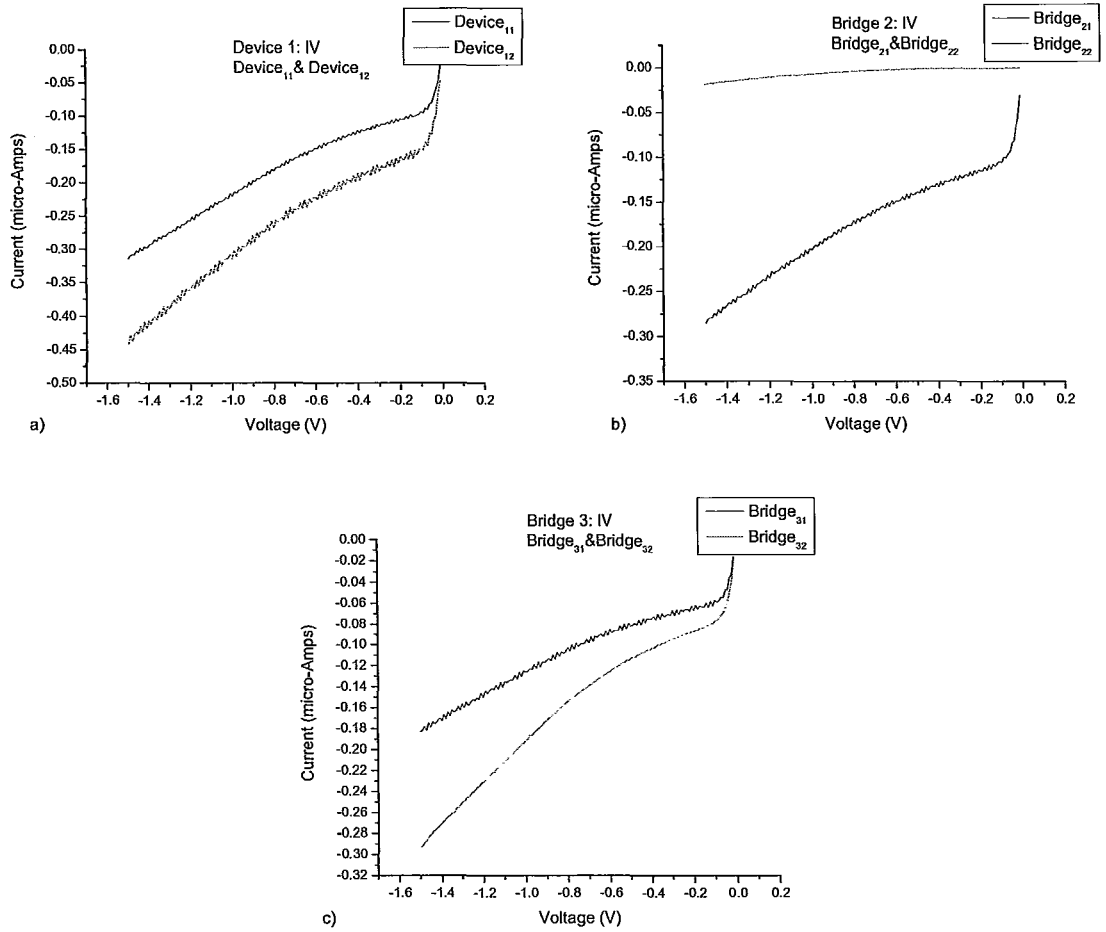 Device 1: IV
Device₁₁& Device₁₂
Device₁₁
Device₁₂
0.00
-0.05
-0.10
-0.15
-0.20
-0.25
-0.30
-0.35
-0.40
-0.45
-0.50
Current (micro-Amps)
-1.6 -1.4 -1.2 -1.0 -0.8 -0.6 -0.4 -0.2 0.0 0.2
Voltage (V)
a)
Bridge 2: IV
Bridge₂₁&Bridge₂₂
Bridge₂₁
Bridge₂₂
0.00
-0.05
-0.10
-0.15
-0.20
-0.25
-0.30
-0.35
Current (micro-Amps)
-1.6 -1.4 -1.2 -1.0 -0.8 -0.6 -0.4 -0.2 0.0 0.2
Voltage (V)
b)
Bridge 3: IV
Bridge₃₁&Bridge₃₂
Bridge₃₁
Bridge₃₂
0.00
-0.02
-0.04
-0.06
-0.08
-0.10
-0.12
-0.14
-0.16
-0.18
-0.20
-0.22
-0.24
-0.26
-0.28
-0.30
-0.32
Current (micro-Amps)
-1.6 -1.4 -1.2 -1.0 -0.8 -0.6 -0.4 -0.2 0.0 0.2
Voltage (V)
c)